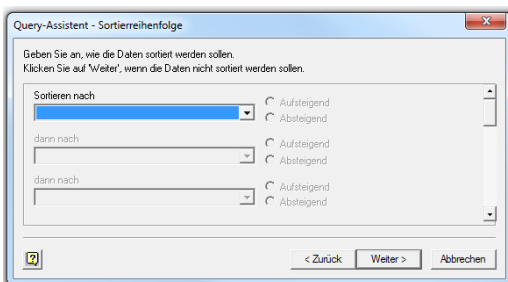 Query-Assistent - Sortierreihenfolge
Geben Sie an, wie die Daten sortiert werden sollen.
Klicken Sie auf 'Weiter', wenn die Daten nicht sortiert werden sollen.
Sortieren nach
Aufsteigend
Absteigend
dann nach
Aufsteigend
Absteigend
dann nach
Aufsteigend
Absteigend
< Zurück Weiter > Abbrechen